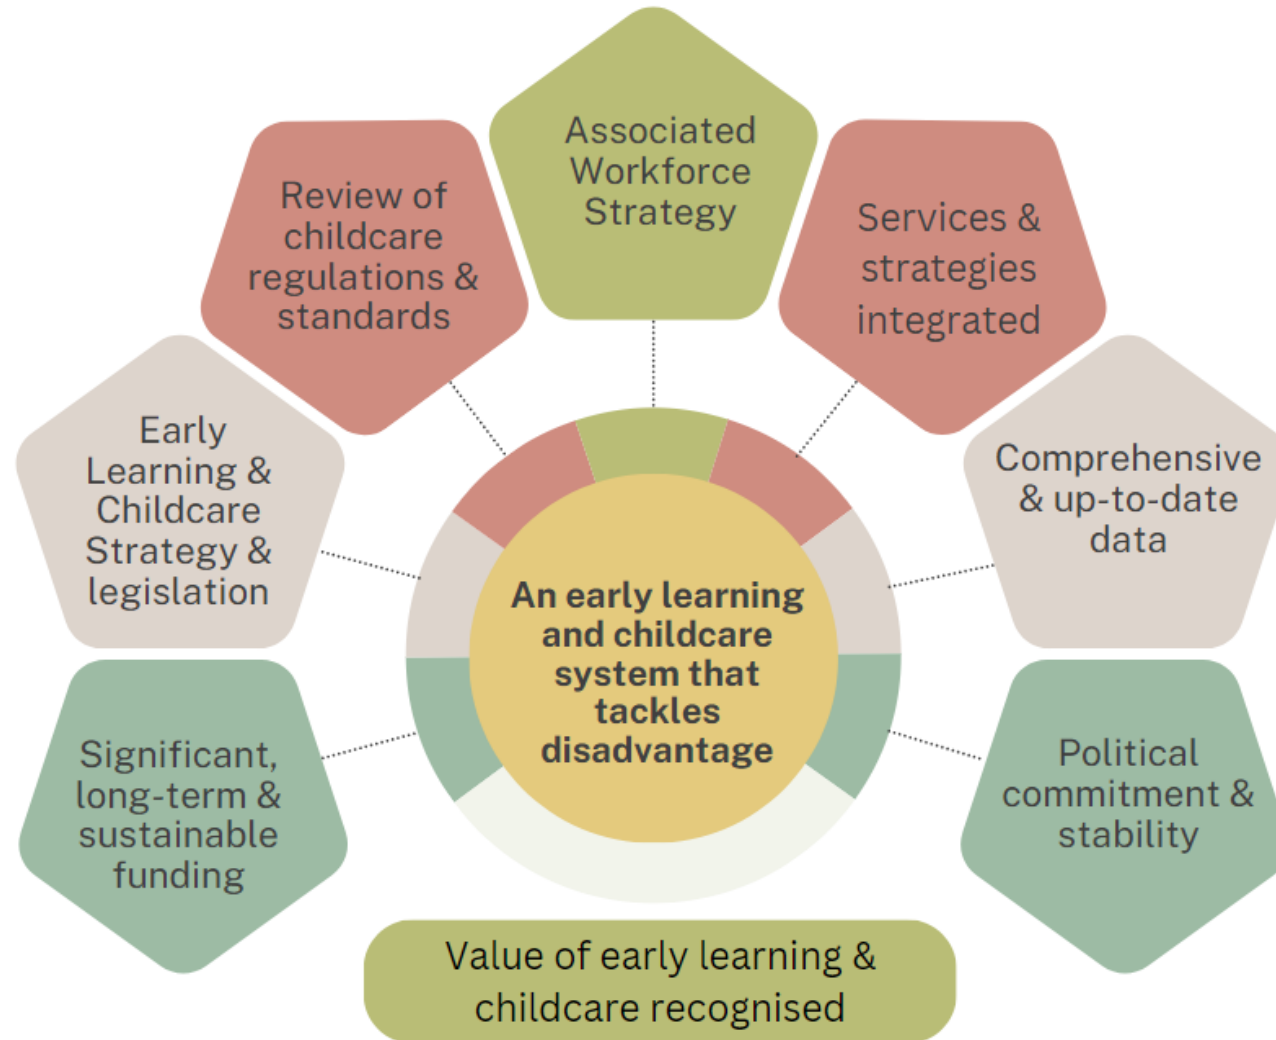 Associated
Workforce
Strategy
Review of
childcare
regulations &
standards
Services &
strategies
integrated
Early
Learning &
Childcare
Strategy &
legislation
Comprehensive
& up-to-date
data
An early learning
and childcare
system that
tackles
disadvantage
Significant,
long-term &
sustainable
funding
Political
commitment &
stability
Value of early learning &
childcare recognised